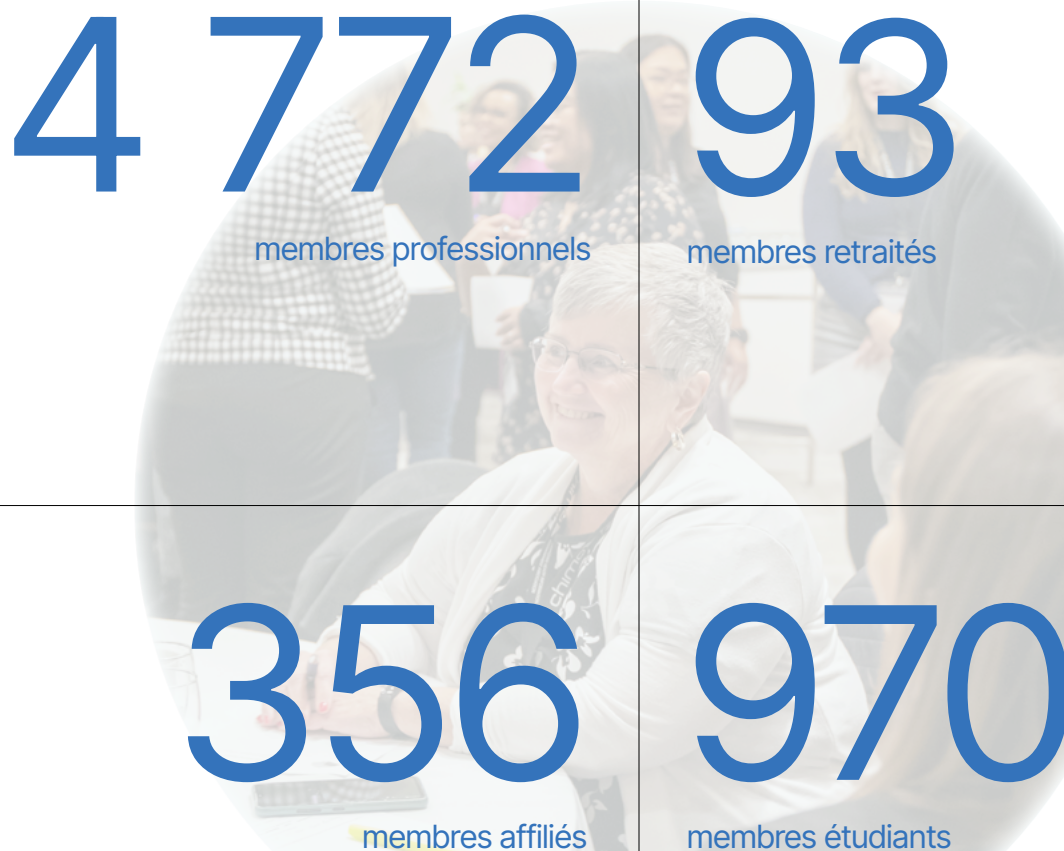 4 772
membres professionnels
93
membres retraités
356
membres affiliés
970
membres étudiants